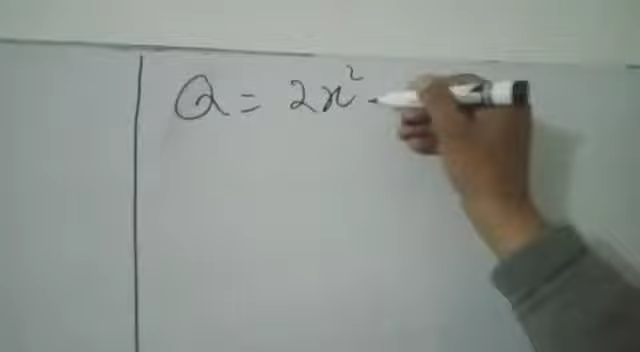 Q = 2x²